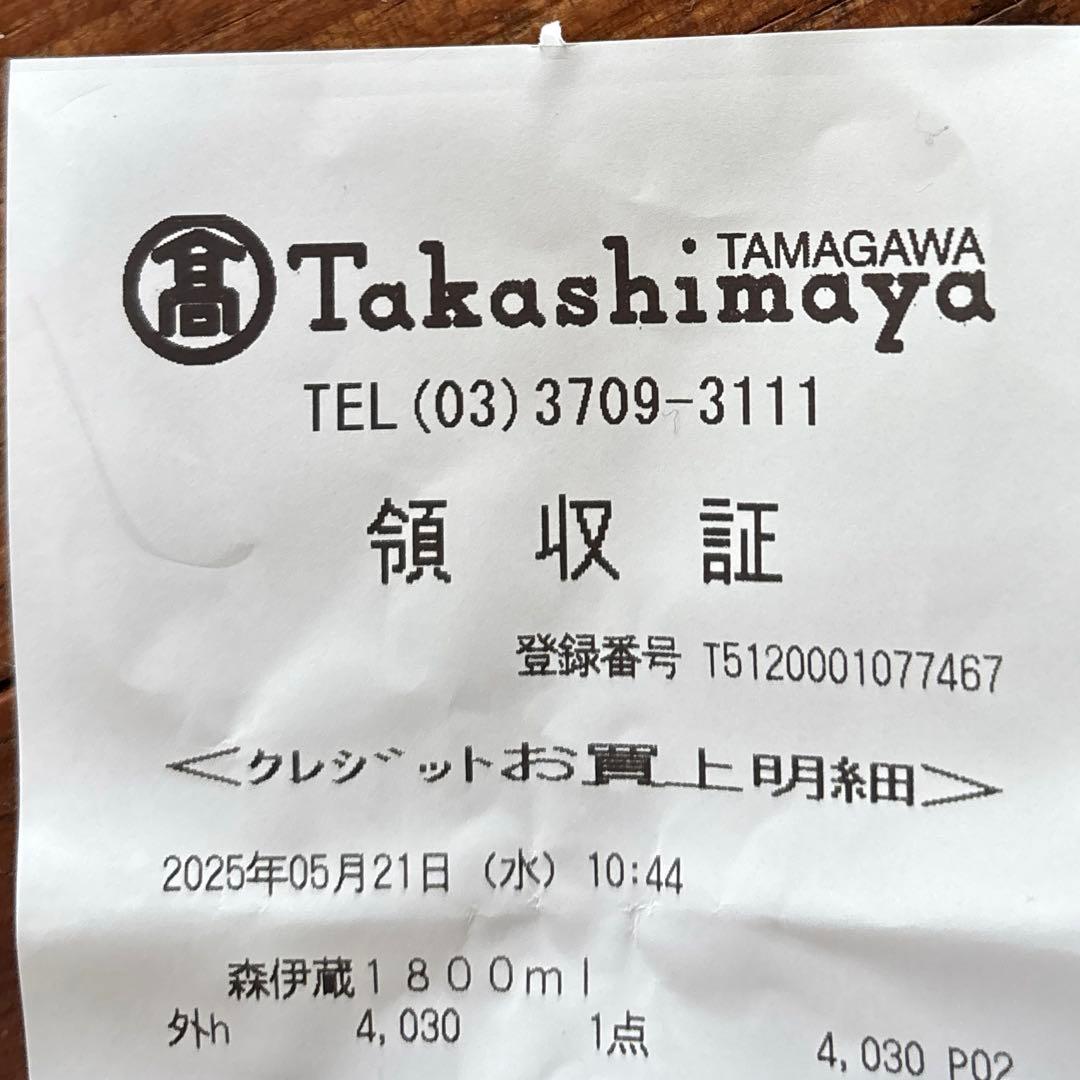 髙 Takashimaya TAMAGAWA
TEL(03)3709-3111
領収証
登録番号 T5120001077467
<クレジットお買上明細>
2025年05月21日(水) 10:44
森伊蔵1800ml
外h 4,030 1点 4,030 P02